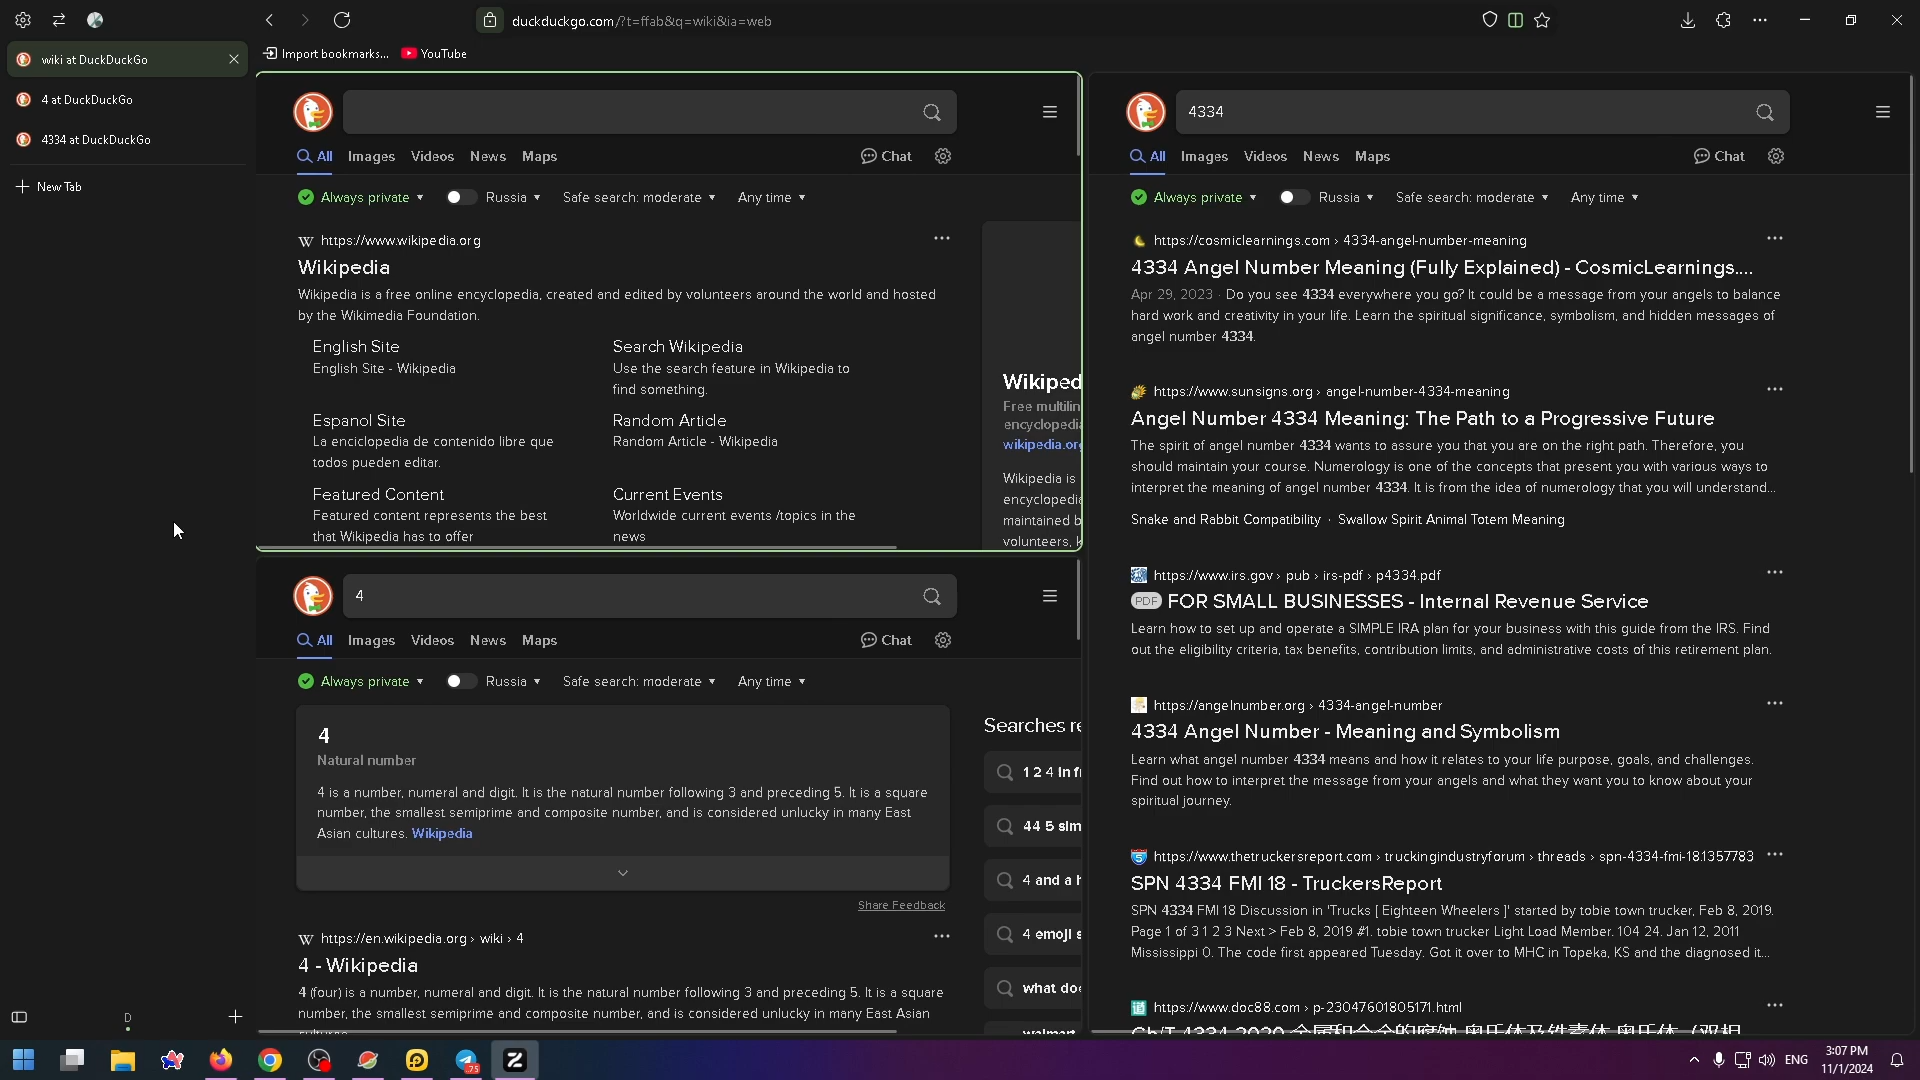 duckduckgo.com/?t=ffab&q=wiki&ia=web
Import bookmarks...
YouTube
wiki at DuckDuckGo
4 at DuckDuckGo
4334 at DuckDuckGo
New Tab
All Images Videos News Maps Chat
Always private Russia Safe search: moderate Any time
W https://www.wikipedia.org
Wikipedia
Wikipedia is a free online encyclopedia, created and edited by volunteers around the world and hosted
by the Wikimedia Foundation.
English Site
English Site - Wikipedia
Search Wikipedia
Use the search feature in Wikipedia to
find something.
Espanol Site
La enciclopedia de contenido libre que
todos pueden editar.
Random Article
Random Article - Wikipedia
Featured Content
Featured content represents the best
that Wikipedia has to offer
Current Events
Worldwide current events /topics in the
news
Wikiped
Free multilin
encyclopedia
wikipedia.org
Wikipedia is
encyclopedia
maintained b
volunteers, k
4
All Images Videos News Maps Chat
Always private Russia Safe search: moderate Any time
4
Natural number
4 is a number, numeral and digit. It is the natural number following 3 and preceding 5. It is a square
number, the smallest semiprime and composite number, and is considered unlucky in many East
Asian cultures. Wikipedia
Share Feedback
W https://en.wikipedia.org › wiki › 4
4 - Wikipedia
4 (four) is a number, numeral and digit. It is the natural number following 3 and preceding 5. It is a square
number, the smallest semiprime and composite number, and is considered unlucky in many East Asian
Searches re
1 2 4 in fr
44 5 sim
4 and a h
4 emoji s
what doe
4334
All Images Videos News Maps Chat
Always private Russia Safe search: moderate Any time
https://cosmiclearnings.com › 4334-angel-number-meaning
4334 Angel Number Meaning (Fully Explained) - CosmicLearnings....
Apr 29, 2023 · Do you see 4334 everywhere you go? It could be a message from your angels to balance
hard work and creativity in your life. Learn the spiritual significance, symbolism, and hidden messages of
angel number 4334.
https://www.sunsigns.org › angel-number-4334-meaning
Angel Number 4334 Meaning: The Path to a Progressive Future
The spirit of angel number 4334 wants to assure you that you are on the right path. Therefore, you
should maintain your course. Numerology is one of the concepts that present you with various ways to
interpret the meaning of angel number 4334. It is from the idea of numerology that you will understand...
Snake and Rabbit Compatibility · Swallow Spirit Animal Totem Meaning
https://www.irs.gov › pub › irs-pdf › p4334.pdf
PDF FOR SMALL BUSINESSES - Internal Revenue Service
Learn how to set up and operate a SIMPLE IRA plan for your business with this guide from the IRS. Find
out the eligibility criteria, tax benefits, contribution limits, and administrative costs of this retirement plan.
https://angelnumber.org › 4334-angel-number
4334 Angel Number - Meaning and Symbolism
Learn what angel number 4334 means and how it relates to your life purpose, goals, and challenges.
Find out how to interpret the message from your angels and what they want you to know about your
spiritual journey.
https://www.thetruckersreport.com › truckingindustryforum › threads › spn-4334-fmi-18.1357783
SPN 4334 FMI 18 - TruckersReport
SPN 4334 FMI 18 Discussion in 'Trucks [ Eighteen Wheelers ]' started by tobie town trucker, Feb 8, 2019.
Page 1 of 3 1 2 3 Next > Feb 8, 2019 #1. tobie town trucker Light Load Member. 104 24. Jan 12, 2011
Mississippi 0. The code first appeared Tuesday. Got it over to MHC in Topeka, KS and the diagnosed it...
https://www.doc88.com › p-23047601805171.html
D
ENG
3:07 PM
11/1/2024